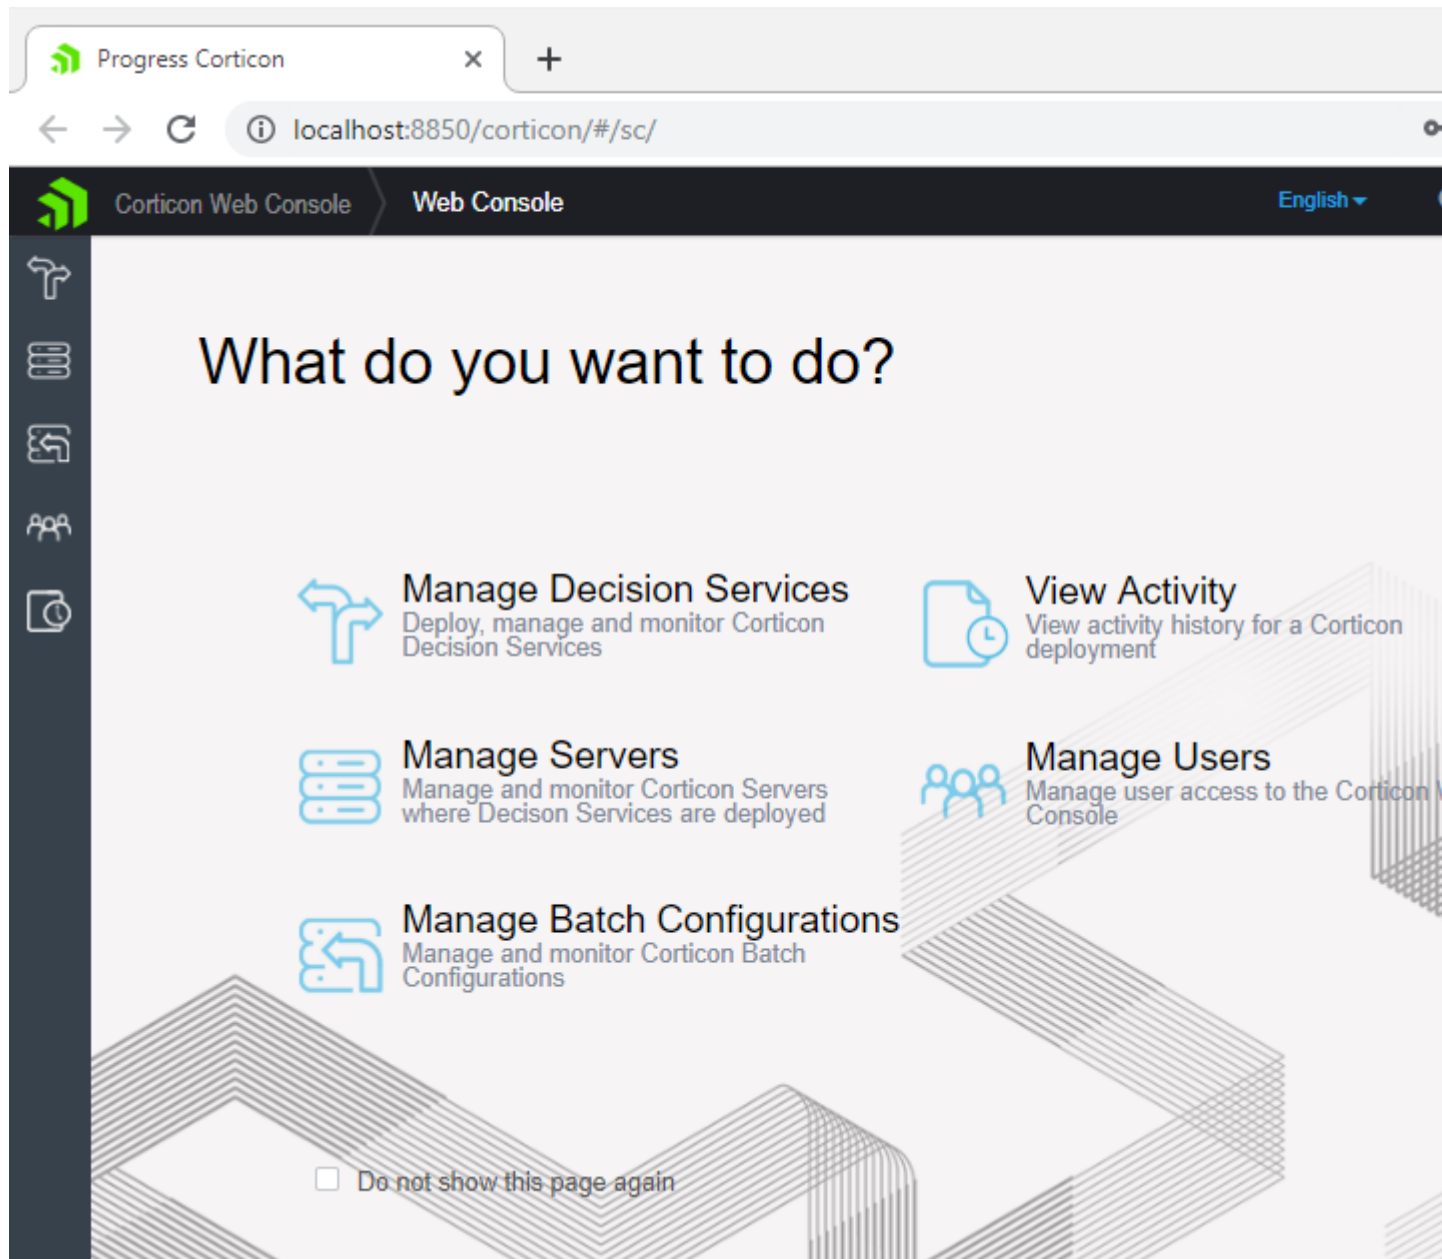 Progress Corticon
localhost:8850/corticon/#/sc/
Corticon Web Console
Web Console
English
What do you want to do?
Manage Decision Services
Deploy, manage and monitor Corticon
Decision Services
View Activity
View activity history for a Corticon
deployment
Manage Servers
Manage and monitor Corticon Servers
where Decison Services are deployed
Manage Users
Manage user access to the Corticon
Console
Manage Batch Configurations
Manage and monitor Corticon Batch
Configurations
Do not show this page again